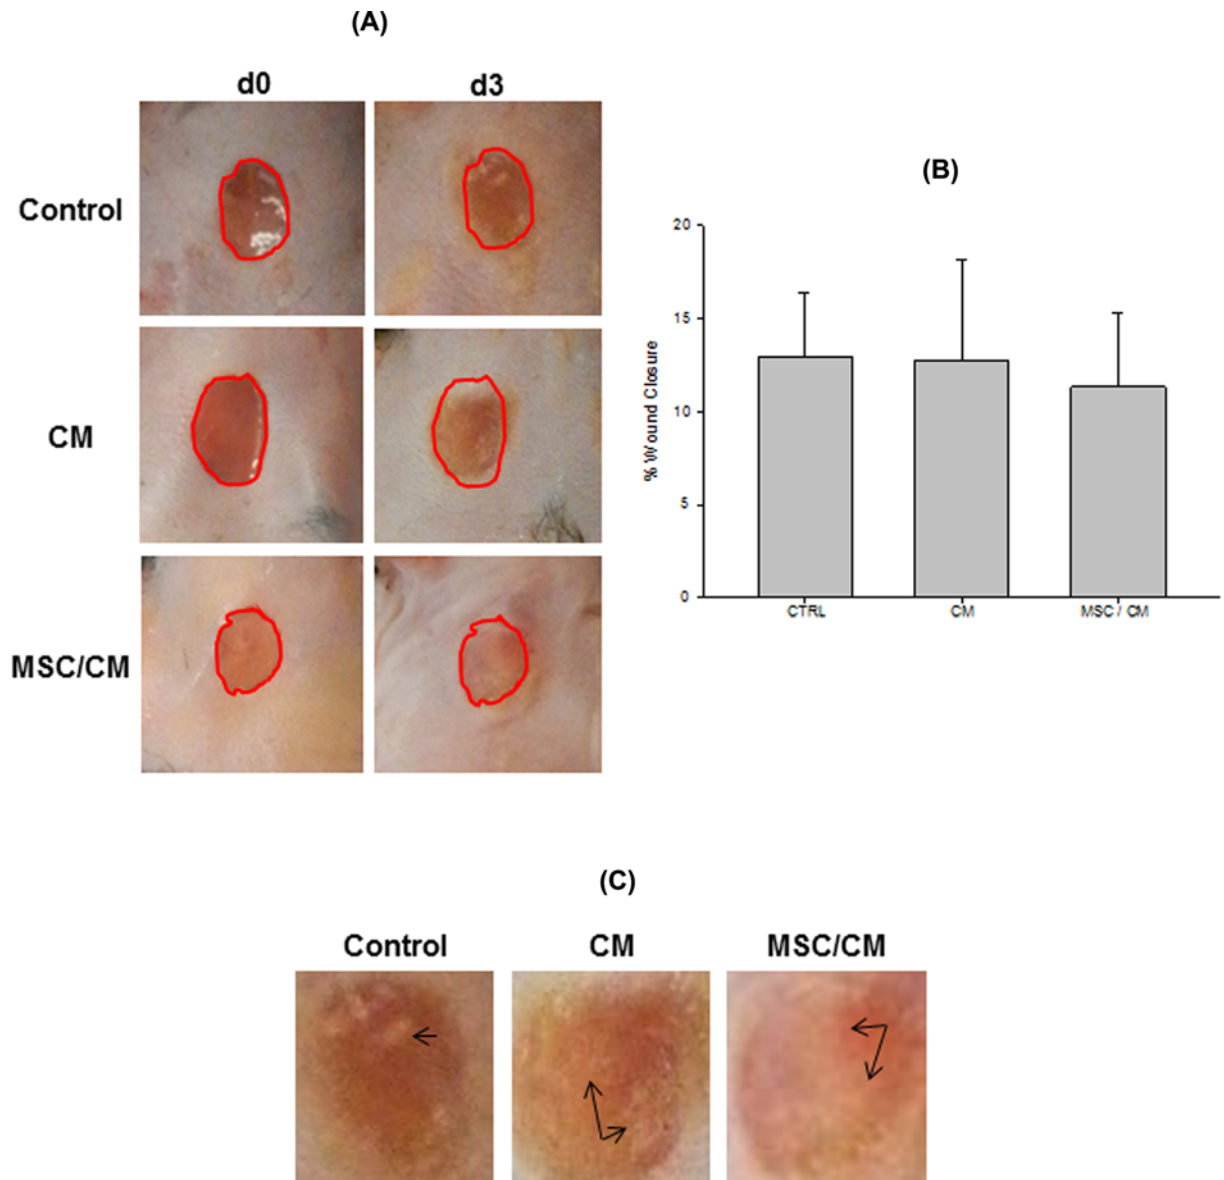 (A)
d0 d3
Control
CM
MSC/CM
(B)
% Wound Closure
20
15
10
5
0
CTRL CM MSC / CM
(C)
Control CM MSC/CM